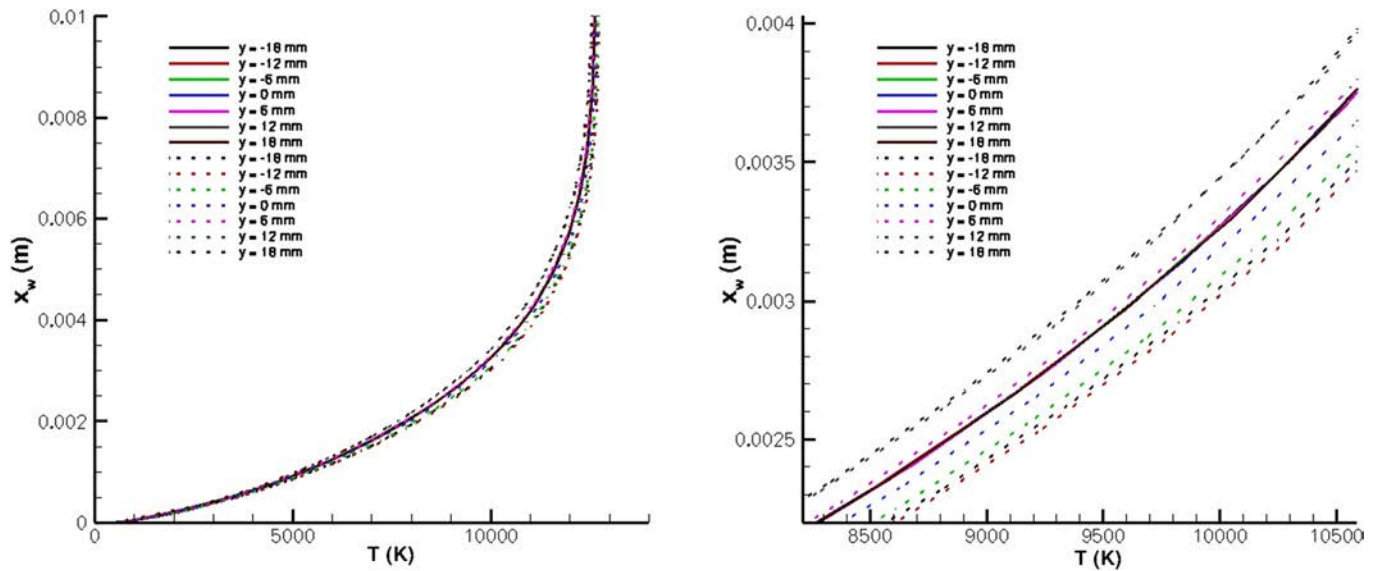 0.01
0.008
0.006
0.004
0.002
0
X_w (m)
y = -18 mm
y = -12 mm
y = -6 mm
y = 0 mm
y = 6 mm
y = 12 mm
y = 18 mm
y = -18 mm
y = -12 mm
y = -6 mm
y = 0 mm
y = 6 mm
y = 12 mm
y = 18 mm
0 5000 10000
T (K)
0.004
0.0035
0.003
0.0025
X_w (m)
y = -18 mm
y = -12 mm
y = -6 mm
y = 0 mm
y = 6 mm
y = 12 mm
y = 18 mm
y = -18 mm
y = -12 mm
y = -6 mm
y = 0 mm
y = 6 mm
y = 12 mm
y = 18 mm
8500 9000 9500 10000 10500
T (K)